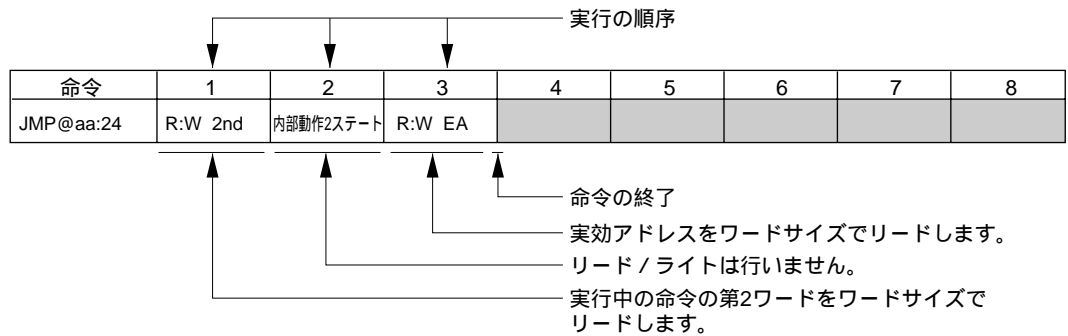 実行の順序
命令 1 2 3 4 5 6 7 8
JMP@aa:24 R:W 2nd 内部動作2ステート R:W EA
命令の終了
実効アドレスをワードサイズでリードします。
リード / ライトは行いません。
実行中の命令の第2ワードをワードサイズで
リードします。